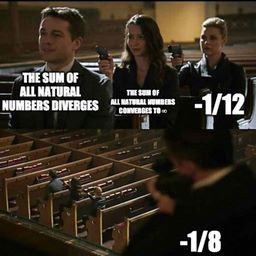 THE SUM OF
ALL NATURAL
NUMBERS DIVERGES
THE SUM OF
ALL NATURAL NUMBERS
CONVERGES TO ∞
-1/12
-1/8